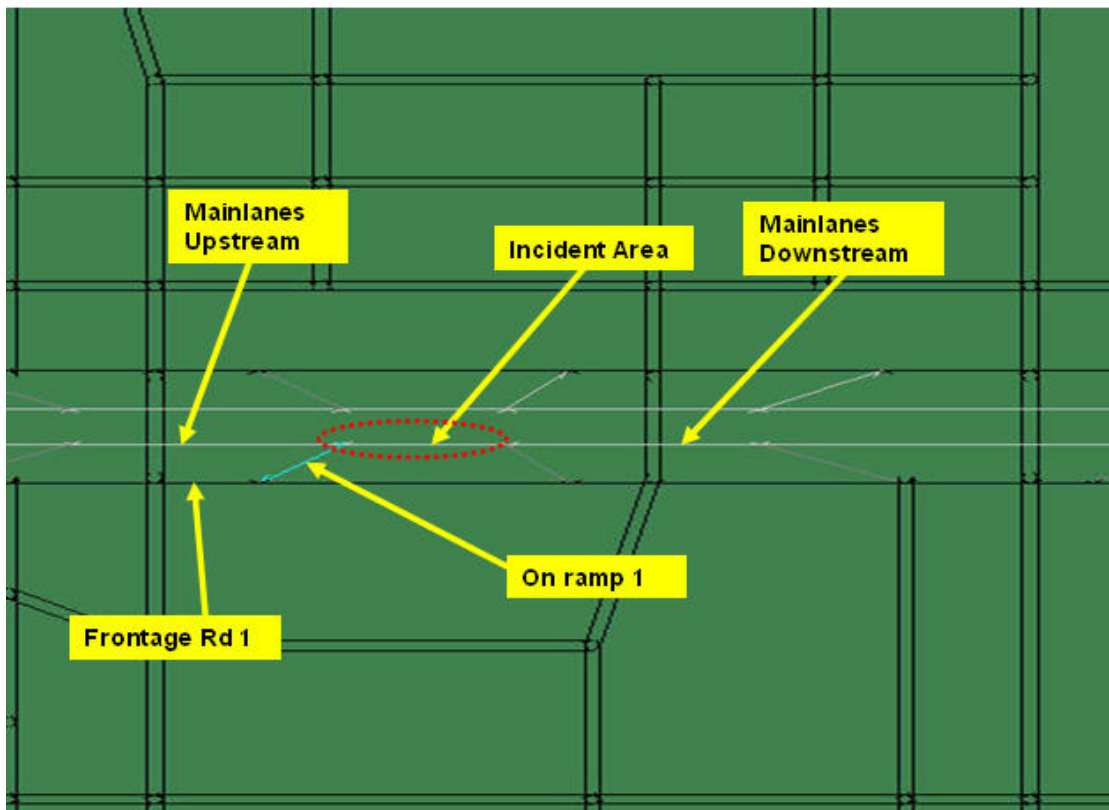 Mainlanes
Upstream
Incident Area
Mainlanes
Downstream
On ramp 1
Frontage Rd 1